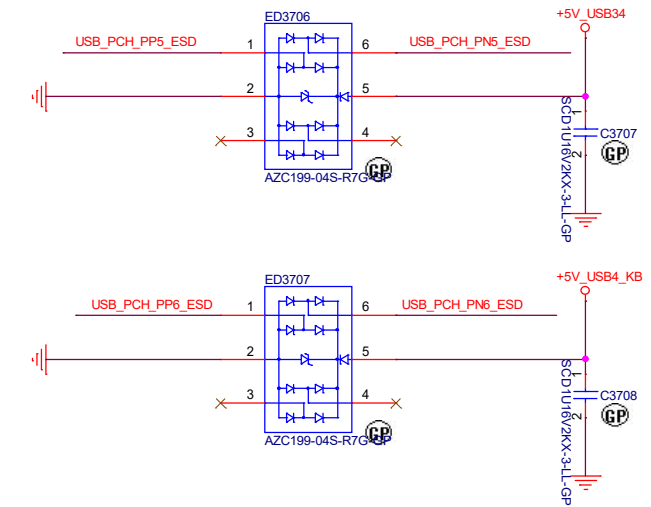 ED3706
+5V_USB34
USB_PCH_PP5_ESD
1
6
USB_PCH_PN5_ESD
2
5
3
4
AZC199-04S-R7G-GP
GP
SCD1U16V2KX-3-LL-GP
1
2
C3707
GP
ED3707
+5V_USB4_KB
USB_PCH_PP6_ESD
1
6
USB_PCH_PN6_ESD
2
5
3
4
AZC199-04S-R7G-GP
GP
SCD1U16V2KX-3-LL-GP
1
2
C3708
GP